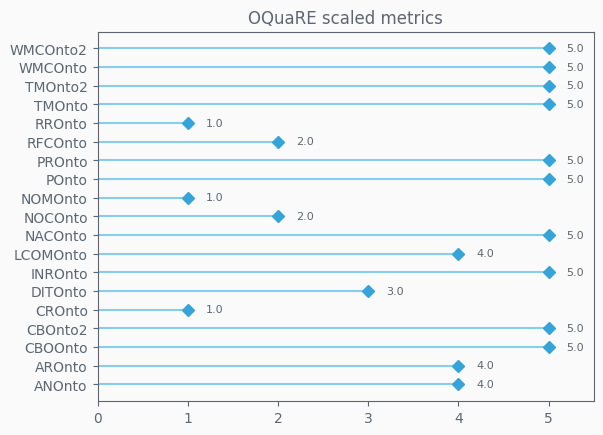 OQuaRE scaled metrics
WMCOnto2 5.0
WMCOnto 5.0
TMOnto2 5.0
TMOnto 5.0
RROnto 1.0
RFCOnto 2.0
PROnto 5.0
POnto 5.0
NOMOnto 1.0
NOCOnto 2.0
NACOnto 5.0
LCOMOnto 4.0
INROnto 5.0
DITOnto 3.0
CROnto 1.0
CBOnto2 5.0
CBOOnto 5.0
AROnto 4.0
ANOnto 4.0
0 1 2 3 4 5